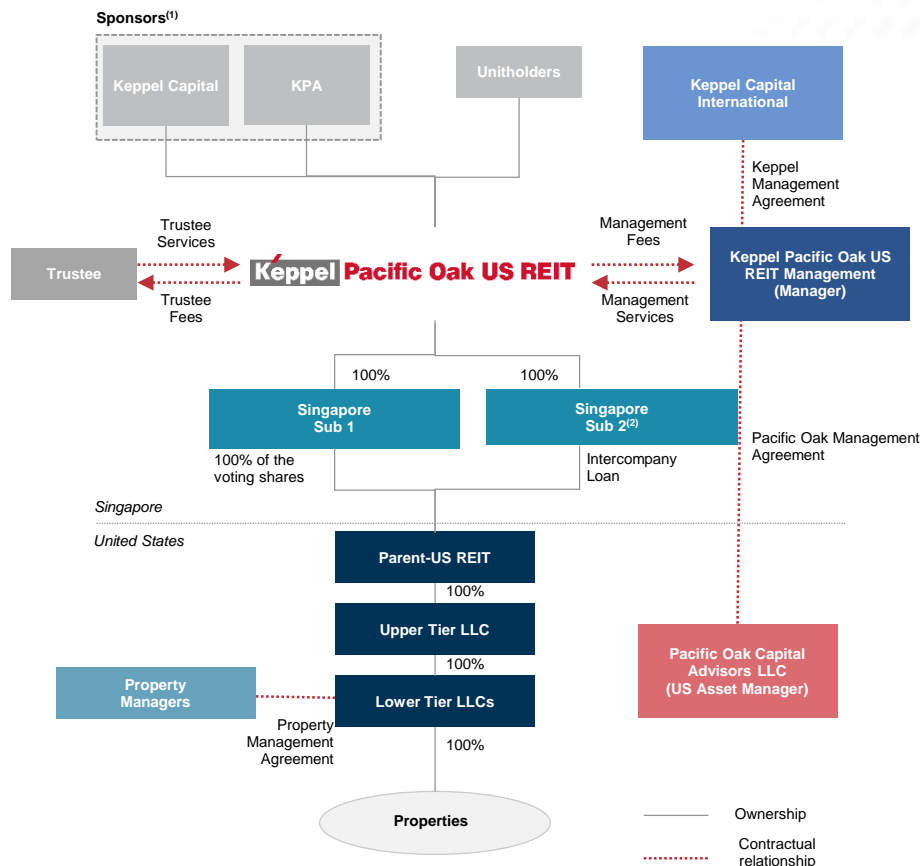 Sponsors(1)
Keppel Capital
KPA
Unitholders
Keppel Capital
International
Keppel
Management
Agreement
Trustee
Services
Management
Fees
Trustee
Keppel Pacific Oak US REIT
Keppel Pacific Oak US
REIT Management
(Manager)
Trustee
Fees
Management
Services
100%
100%
Singapore
Sub 1
Singapore
Sub 2(2)
Pacific Oak Management
Agreement
100% of the
voting shares
Intercompany
Loan
Singapore
United States
Parent-US REIT
100%
Upper Tier LLC
100%
Pacific Oak Capital
Advisors LLC
(US Asset Manager)
Property
Managers
Lower Tier LLCs
Property
Management
Agreement
100%
Properties
Ownership
Contractual
relationship